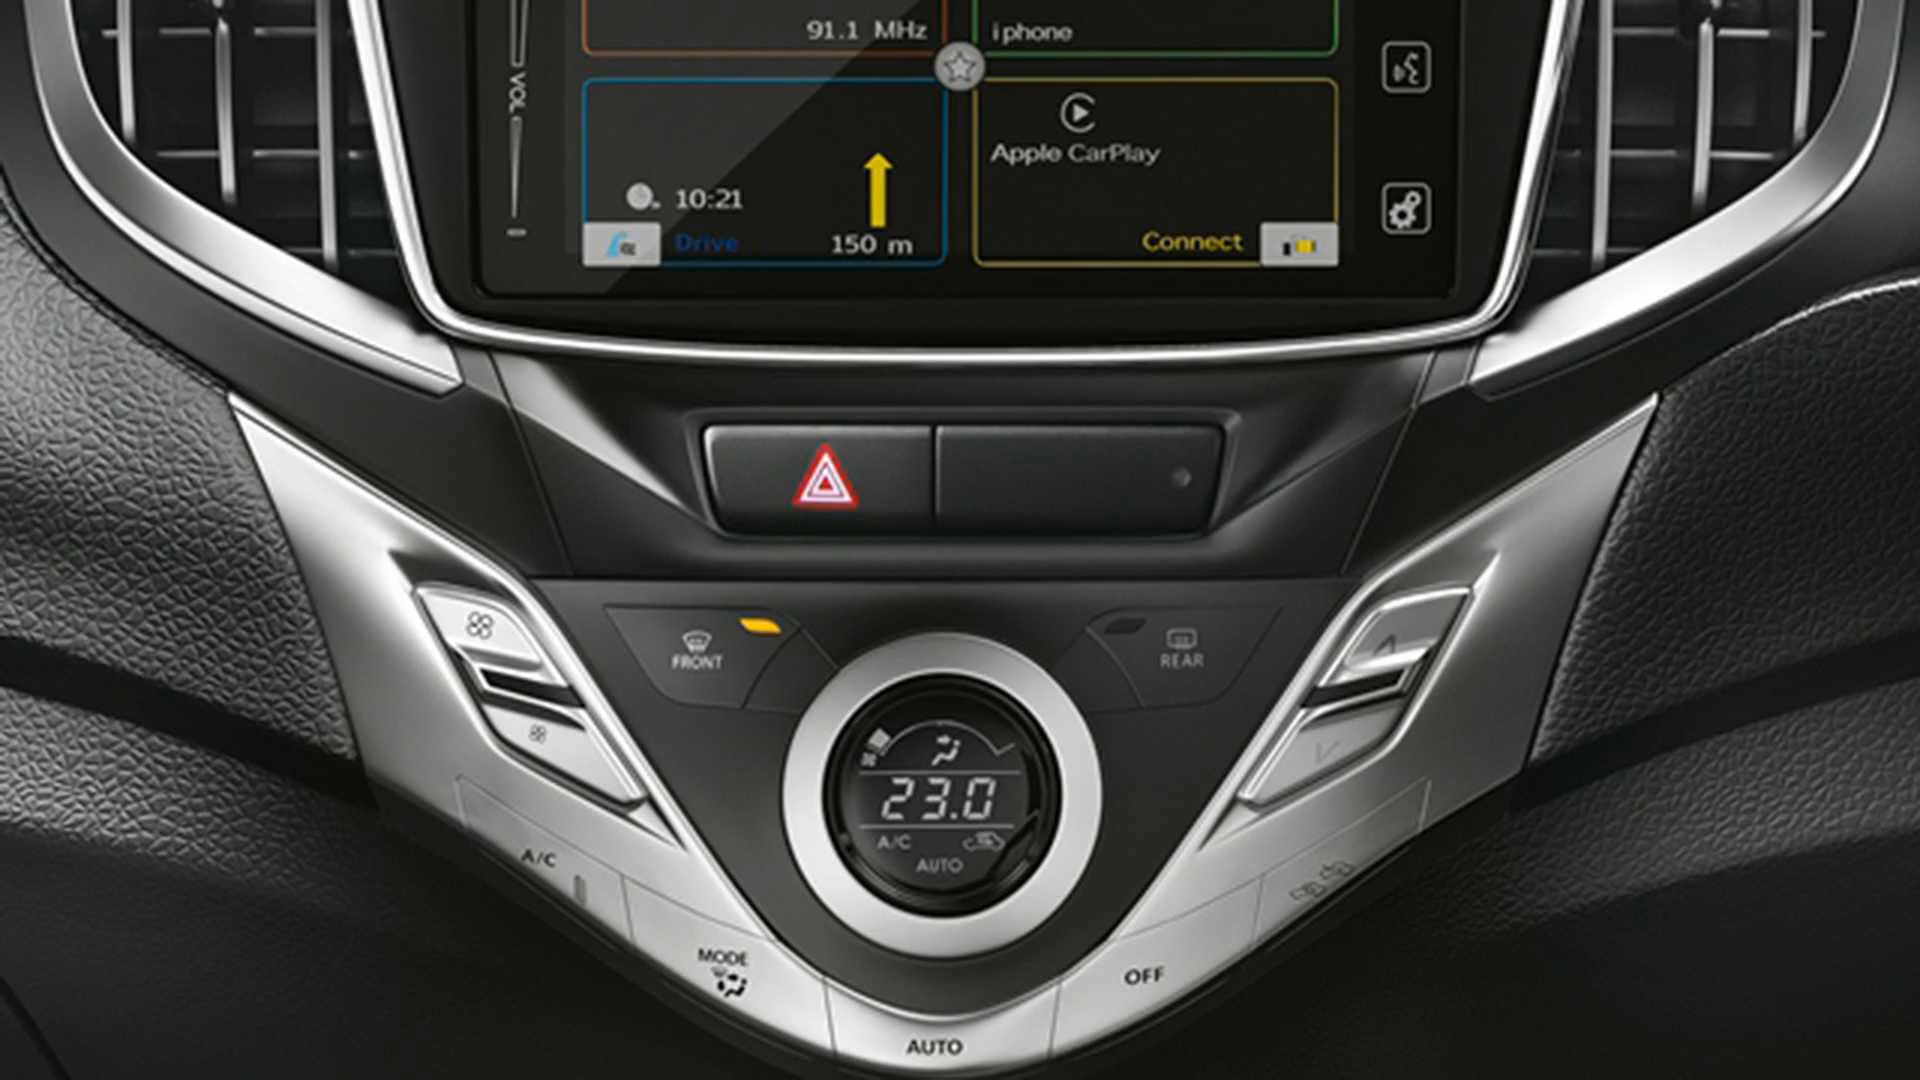 91.1 MHz
iphone
VOL
Apple CarPlay
10:21
Drive
150 m
Connect
FRONT
REAR
23.0
A/C
AUTO
A/C
MODE
OFF
AUTO